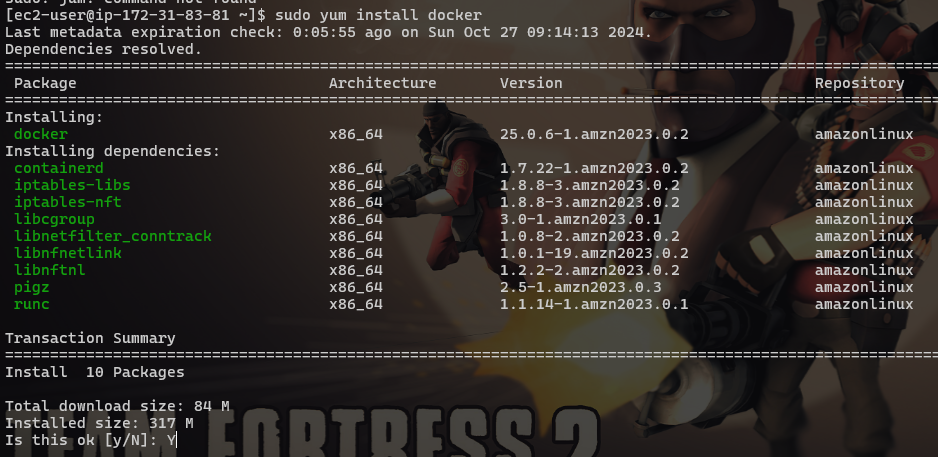 sudo: jam: command not found
[ec2-user@ip-172-31-83-81 ~]$ sudo yum install docker
Last metadata expiration check: 0:05:55 ago on Sun Oct 27 09:14:13 2024.
Dependencies resolved.
================================================================================
Package Architecture Version Repository
================================================================================
Installing:
docker x86_64 25.0.6-1.amzn2023.0.2 amazonlinux
Installing dependencies:
containerd x86_64 1.7.22-1.amzn2023.0.2 amazonlinux
iptables-libs x86_64 1.8.8-3.amzn2023.0.2 amazonlinux
iptables-nft x86_64 1.8.8-3.amzn2023.0.2 amazonlinux
libcgroup x86_64 3.0-1.amzn2023.0.1 amazonlinux
libnetfilter_conntrack x86_64 1.0.8-2.amzn2023.0.2 amazonlinux
libnfnetlink x86_64 1.0.1-19.amzn2023.0.2 amazonlinux
libnftnl x86_64 1.2.2-2.amzn2023.0.2 amazonlinux
pigz x86_64 2.5-1.amzn2023.0.3 amazonlinux
runc x86_64 1.1.14-1.amzn2023.0.1 amazonlinux
Transaction Summary
================================================================================
Install 10 Packages
Total download size: 84 M
Installed size: 317 M
Is this ok [y/N]: Y
TEAM FORTRESS 2